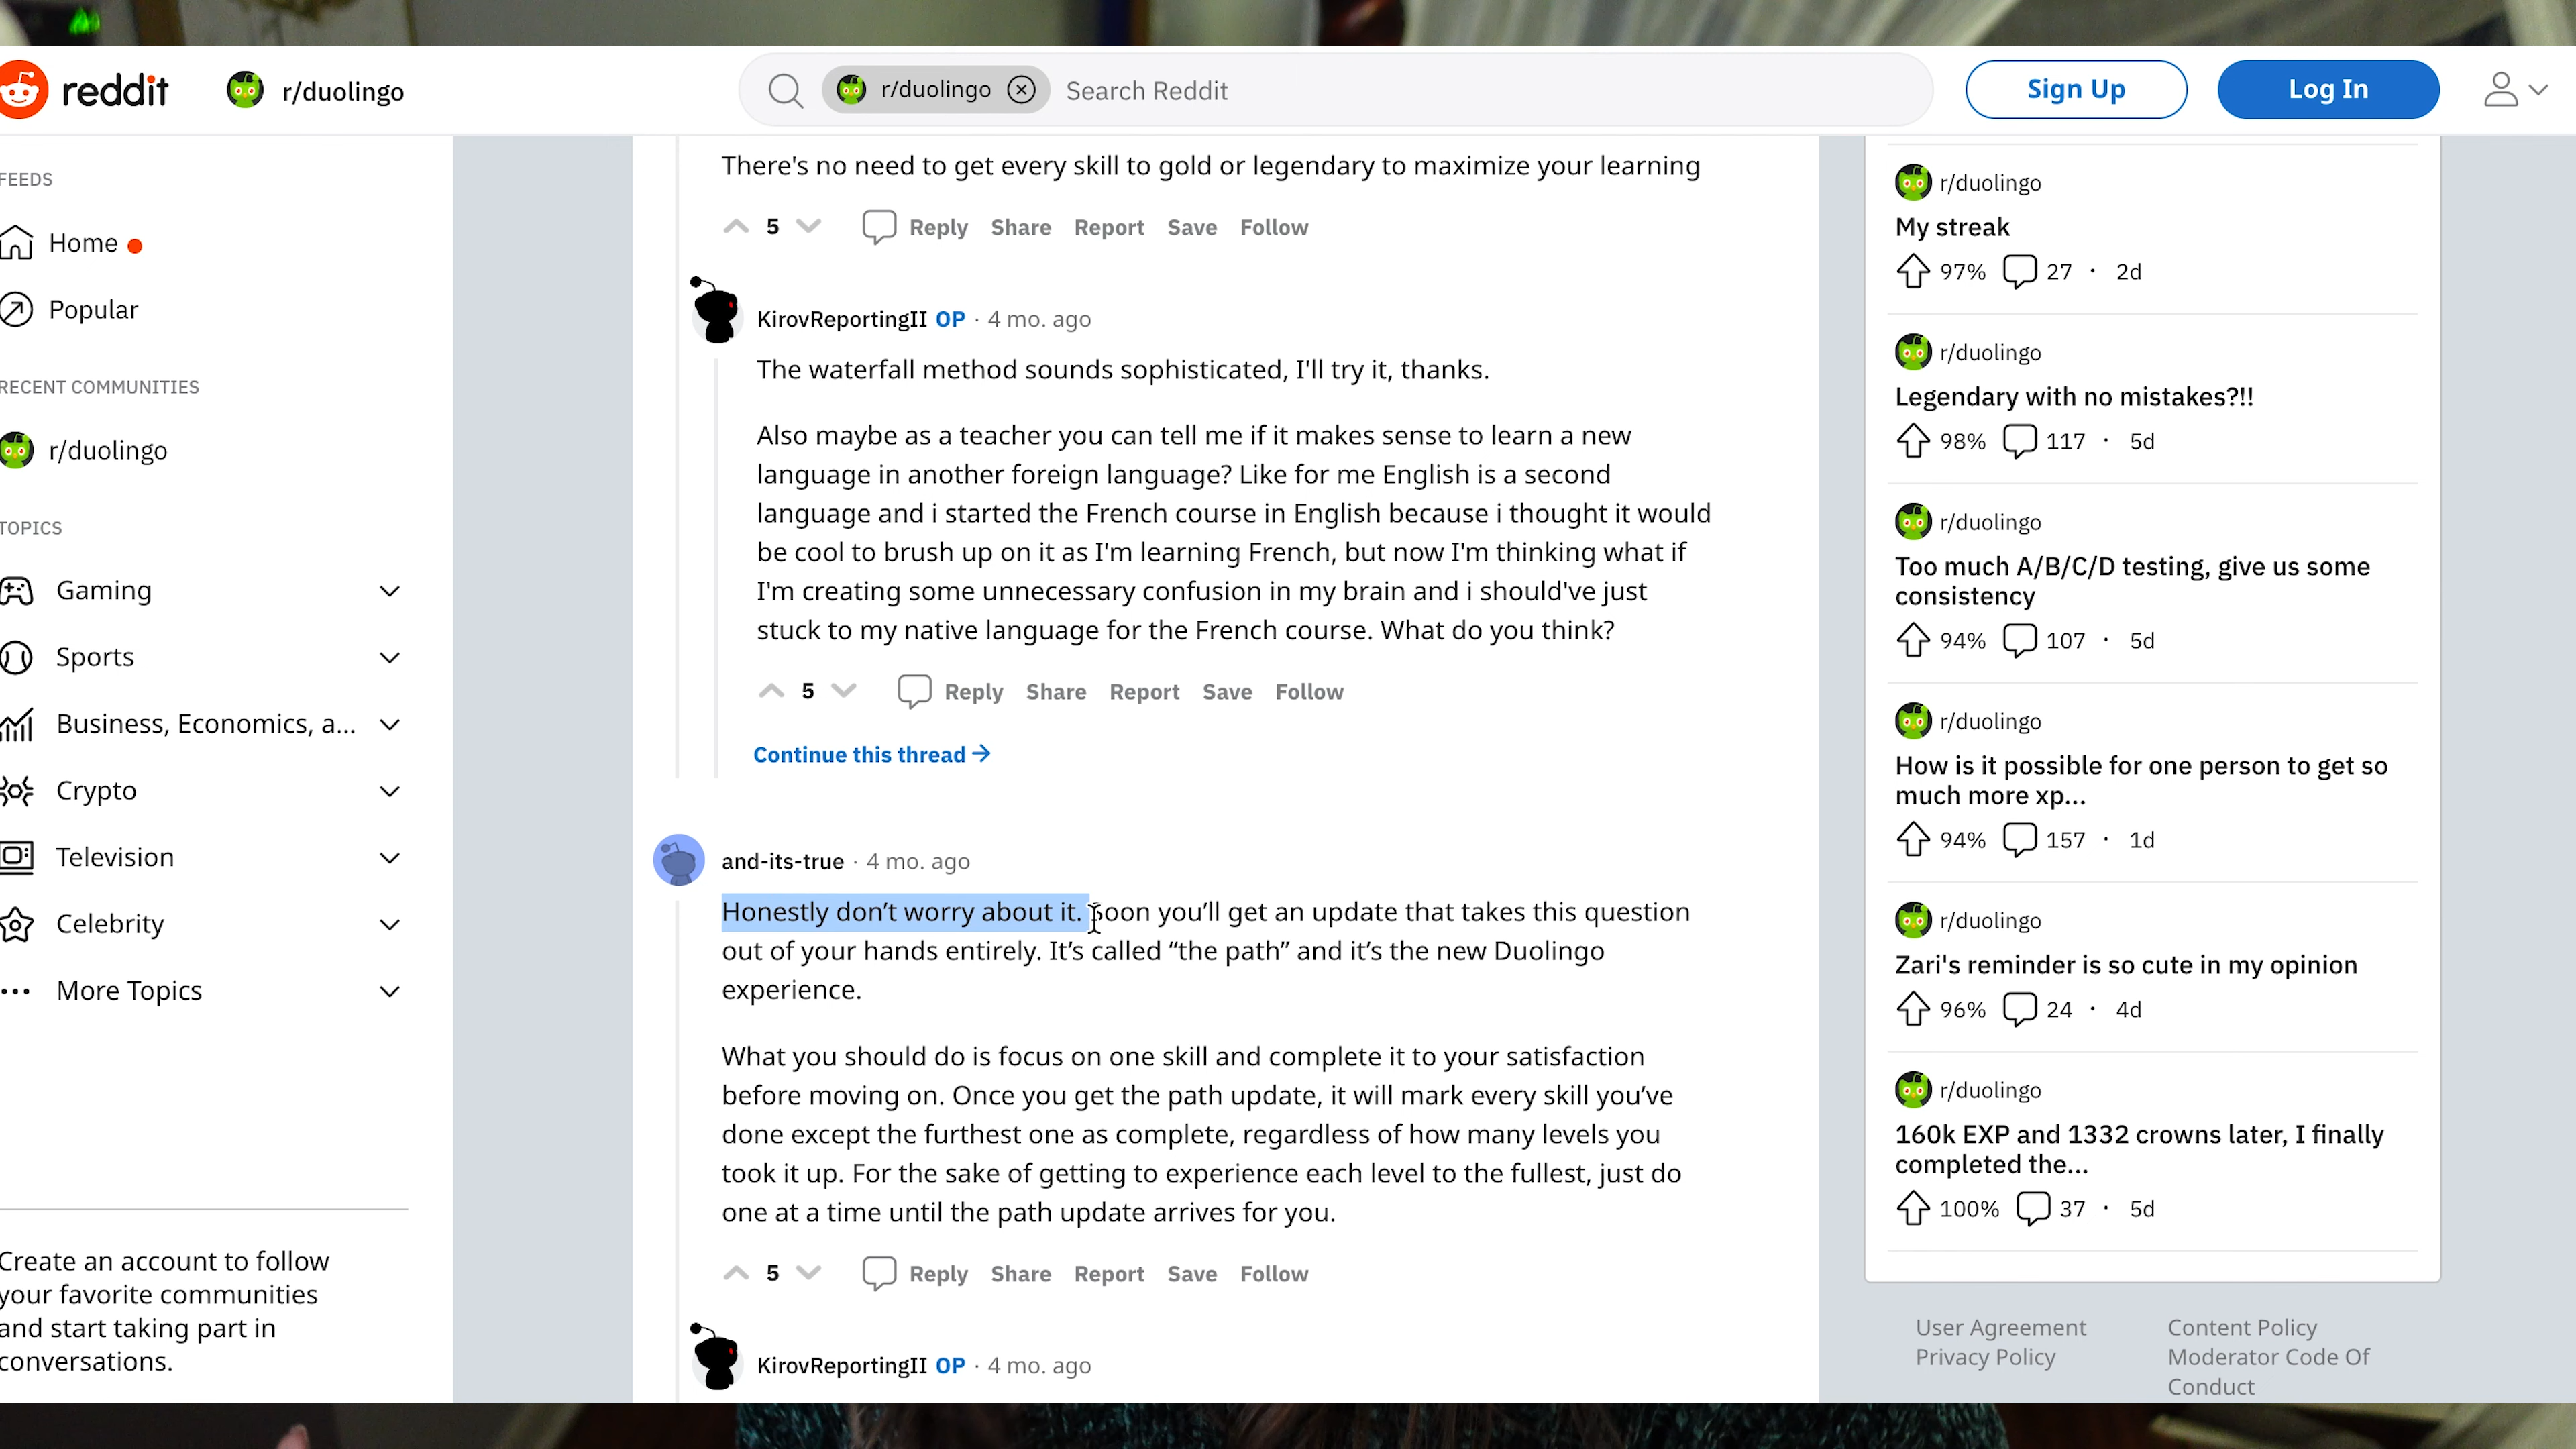 reddit
r/duolingo
r/duolingo
Search Reddit
Sign Up
Log In
FEEDS
Home
Popular
RECENT COMMUNITIES
r/duolingo
TOPICS
Gaming
Sports
Business, Economics, a...
Crypto
Television
Celebrity
More Topics
Create an account to follow
your favorite communities
and start taking part in
conversations.
There's no need to get every skill to gold or legendary to maximize your learning
5 Reply Share Report Save Follow
KirovReportingII OP · 4 mo. ago
The waterfall method sounds sophisticated, I'll try it, thanks.
Also maybe as a teacher you can tell me if it makes sense to learn a new
language in another foreign language? Like for me English is a second
language and i started the French course in English because i thought it would
be cool to brush up on it as I'm learning French, but now I'm thinking what if
I'm creating some unnecessary confusion in my brain and i should've just
stuck to my native language for the French course. What do you think?
5 Reply Share Report Save Follow
Continue this thread →
and-its-true · 4 mo. ago
Honestly don’t worry about it. Soon you’ll get an update that takes this question
out of your hands entirely. It’s called “the path” and it’s the new Duolingo
experience.
What you should do is focus on one skill and complete it to your satisfaction
before moving on. Once you get the path update, it will mark every skill you’ve
done except the furthest one as complete, regardless of how many levels you
took it up. For the sake of getting to experience each level to the fullest, just do
one at a time until the path update arrives for you.
5 Reply Share Report Save Follow
KirovReportingII OP · 4 mo. ago
r/duolingo
My streak
97% 27 · 2d
r/duolingo
Legendary with no mistakes?!!
98% 117 · 5d
r/duolingo
Too much A/B/C/D testing, give us some
consistency
94% 107 · 5d
r/duolingo
How is it possible for one person to get so
much more xp...
94% 157 · 1d
r/duolingo
Zari's reminder is so cute in my opinion
96% 24 · 4d
r/duolingo
160k EXP and 1332 crowns later, I finally
completed the...
100% 37 · 5d
User Agreement
Privacy Policy
Content Policy
Moderator Code Of
Conduct